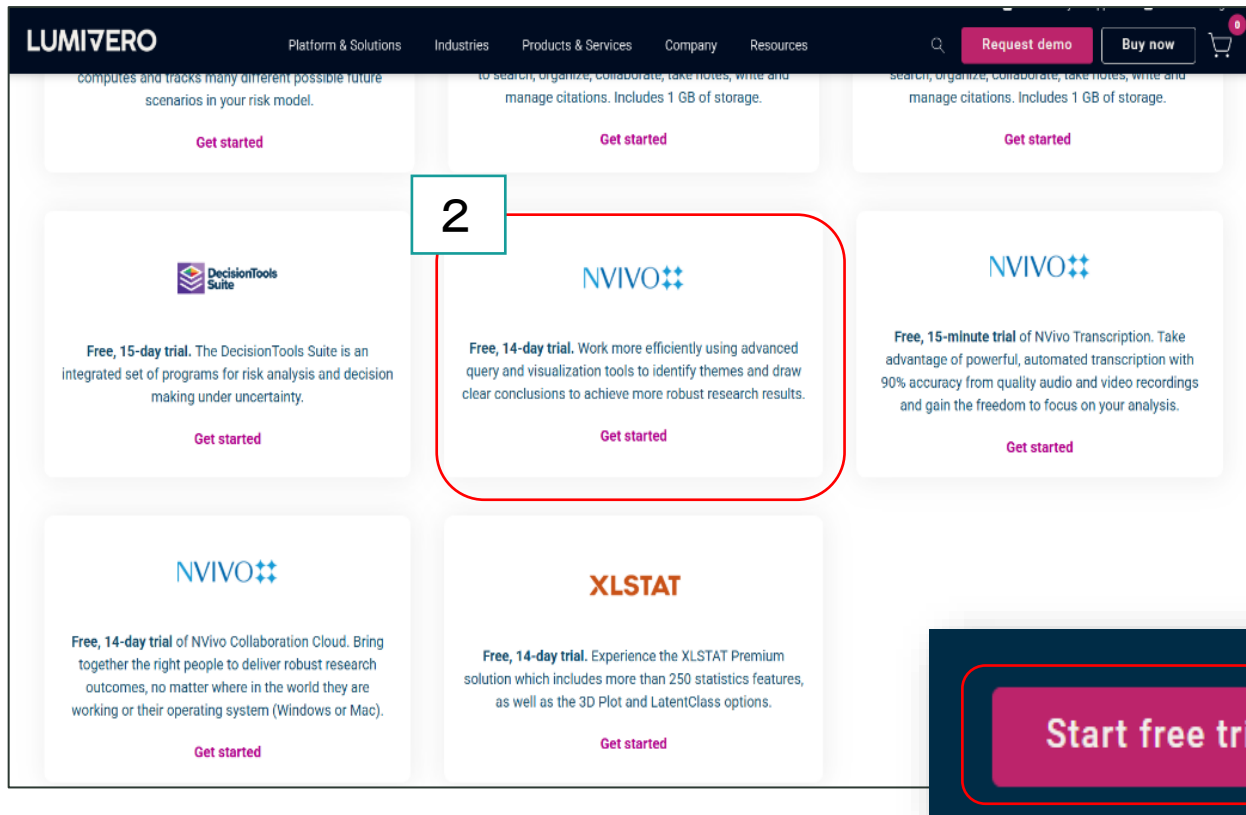 LUMIVERO
Platform & Solutions
Industries
Products & Services
Company
Resources
Request demo
Buy now
0
computes and tracks many different possible future
scenarios in your risk model.
Get started
to search, organize, collaborate, take notes, write and
manage citations. Includes 1 GB of storage.
Get started
search, organize, collaborate, take notes, write and
manage citations. Includes 1 GB of storage.
Get started
2
DecisionTools
Suite
Free, 15-day trial. The DecisionTools Suite is an
integrated set of programs for risk analysis and decision
making under uncertainty.
Get started
NVIVO
Free, 14-day trial. Work more efficiently using advanced
query and visualization tools to identify themes and draw
clear conclusions to achieve more robust research results.
Get started
NVIVO
Free, 15-minute trial of NVivo Transcription. Take
advantage of powerful, automated transcription with
90% accuracy from quality audio and video recordings
and gain the freedom to focus on your analysis.
Get started
NVIVO
Free, 14-day trial of NVivo Collaboration Cloud. Bring
together the right people to deliver robust research
outcomes, no matter where in the world they are
working or their operating system (Windows or Mac).
Get started
XLSTAT
Free, 14-day trial. Experience the XLSTAT Premium
solution which includes more than 250 statistics features,
as well as the 3D Plot and LatentClass options.
Get started
Start free tri